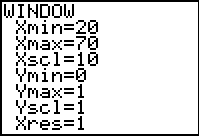 WINDOW
Xmin=20
Xmax=70
Xscl=10
Ymin=0
Ymax=1
Yscl=1
Xres=1